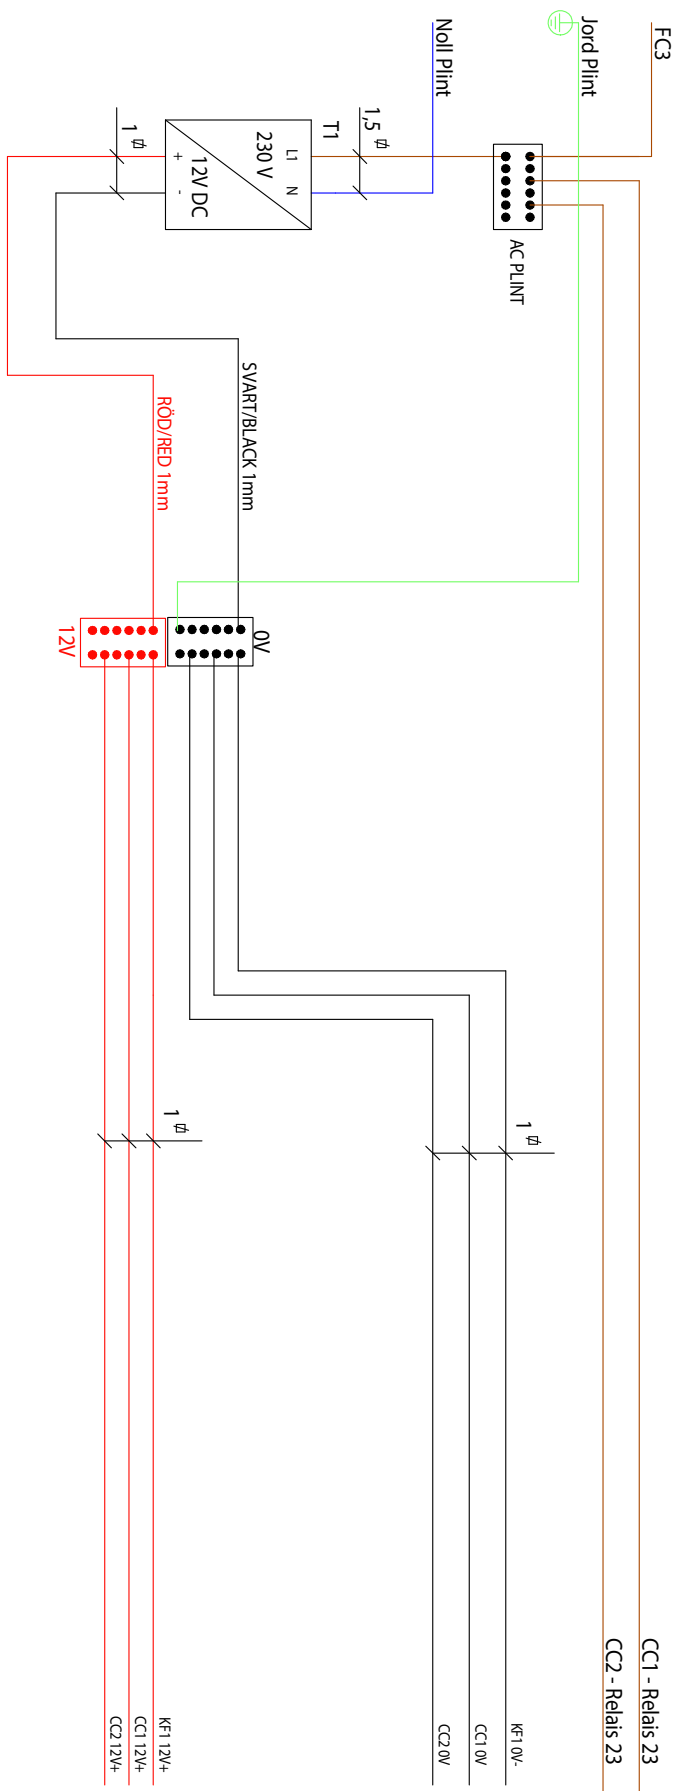 FC3
Jord Plint
Noll Plint
AC PLINT
1,5
T1
L1
N
230 V
12V DC
+
-
1
SVART/BLACK 1mm
RÖD/RED 1mm
0V
12V
1
1
CC1 - Relais 23
CC2 - Relais 23
KF1 0V-
CC1 0V
CC2 0V
KF1 12V+
CC1 12V+
CC2 12V+